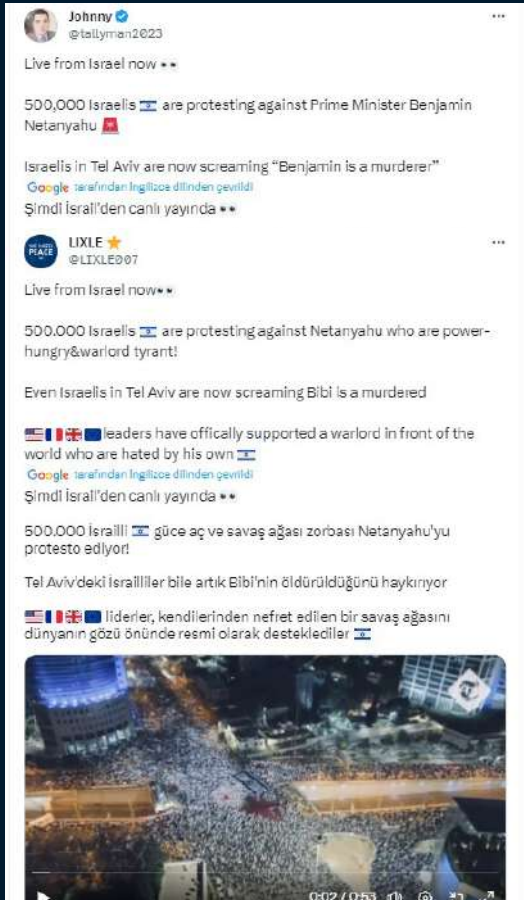 Johnny
@tallyman2023
Live from Israel now 👀
500,000 Israelis 🇮🇱 are protesting against Prime Minister Benjamin
Netanyahu 🚨
Israelis in Tel Aviv are now screaming “Benjamin is a murderer”
Google tarafından İngilizce dilinden çevrildi
Şimdi İsrail'den canlı yayında 👀
WE NEED
PEACE
LIXLE ⭐
@LIXLE007
Live from Israel now👀
500.000 Israelis 🇮🇱 are protesting against Netanyahu who are power-
hungry&warlord tyrant!
Even Israelis in Tel Aviv are now screaming Bibi is a murdered
🇺🇸🇫🇷🇬🇧🇪🇺leaders have offically supported a warlord in front of the
world who are hated by his own 🇮🇱
Google tarafından İngilizce dilinden çevrildi
Şimdi İsrail'den canlı yayında 👀
500.000 İsrailli 🇮🇱 güce aç ve savaş ağası zorbası Netanyahu'yu
protesto ediyor!
Tel Aviv'deki İsrailliler bile artık Bibi'nin öldürüldüğünü haykırıyor
🇺🇸🇫🇷🇬🇧🇪🇺 liderler, kendilerinden nefret edilen bir savaş ağasını
dünyanın gözü önünde resmi olarak desteklediler 🇮🇱
0:02 / 0:53